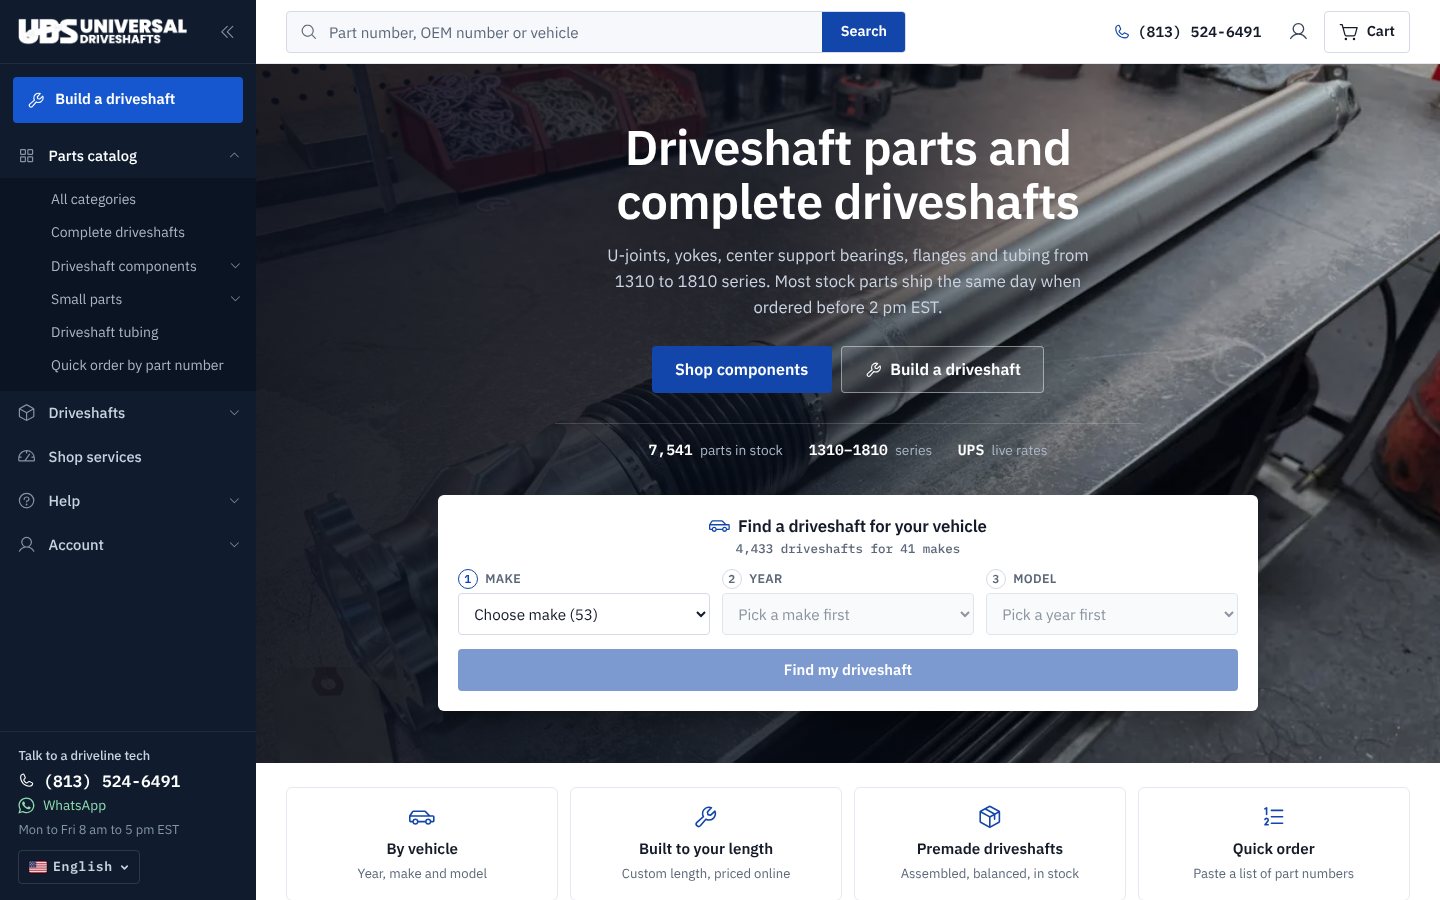 UDS UNIVERSAL
DRIVESHAFTS
Part number, OEM number or vehicle
Search
(813) 524-6491
Cart
Build a driveshaft
Parts catalog
All categories
Complete driveshafts
Driveshaft components
Small parts
Driveshaft tubing
Quick order by part number
Driveshafts
Shop services
Help
Account
Talk to a driveline tech
(813) 524-6491
WhatsApp
Mon to Fri 8 am to 5 pm EST
English
Driveshaft parts and
complete driveshafts
U-joints, yokes, center support bearings, flanges and tubing from
1310 to 1810 series. Most stock parts ship the same day when
ordered before 2 pm EST.
Shop components
Build a driveshaft
7,541 parts in stock 1310–1810 series UPS live rates
Find a driveshaft for your vehicle
4,433 driveshafts for 41 makes
1 MAKE
Choose make (53)
2 YEAR
Pick a make first
3 MODEL
Pick a year first
Find my driveshaft
By vehicle
Year, make and model
Built to your length
Custom length, priced online
Premade driveshafts
Assembled, balanced, in stock
Quick order
Paste a list of part numbers